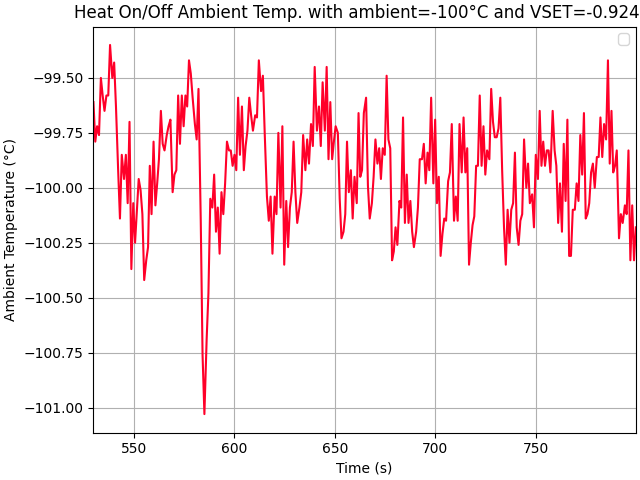 Heat On/Off Ambient Temp. with ambient=-100°C and VSET=-0.924
Ambient Temperature (°C)
−99.50
−99.75
−100.00
−100.25
−100.50
−100.75
−101.00
550 600 650 700 750
Time (s)